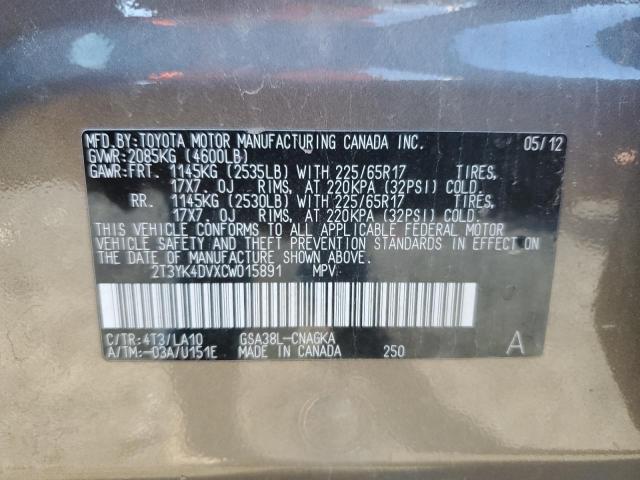 MFD.BY:TOYOTA MOTOR MANUFACTURING CANADA INC. 05/12
GVWR:2085KG (4600LB)
GAWR:FRT. 1145KG (2535LB) WITH 225/65R17 TIRES,
17X7.0J RIMS, AT 220KPA (32PSI) COLD.
RR. 1145KG (2530LB) WITH 225/65R17 TIRES,
17X7.0J RIMS, AT 220KPA (32PSI) COLD.
THIS VEHICLE CONFORMS TO ALL APPLICABLE FEDERAL MOTOR
VEHICLE SAFETY AND THEFT PREVENTION STANDARDS IN EFFECT ON
THE DATE OF MANUFACTURE SHOWN ABOVE.
2T3YK4DVXCW015891 MPV
C/TR:4T3/LA10 GSA38L-CNAGKA
A/TM:-03A/U151E MADE IN CANADA 250 A